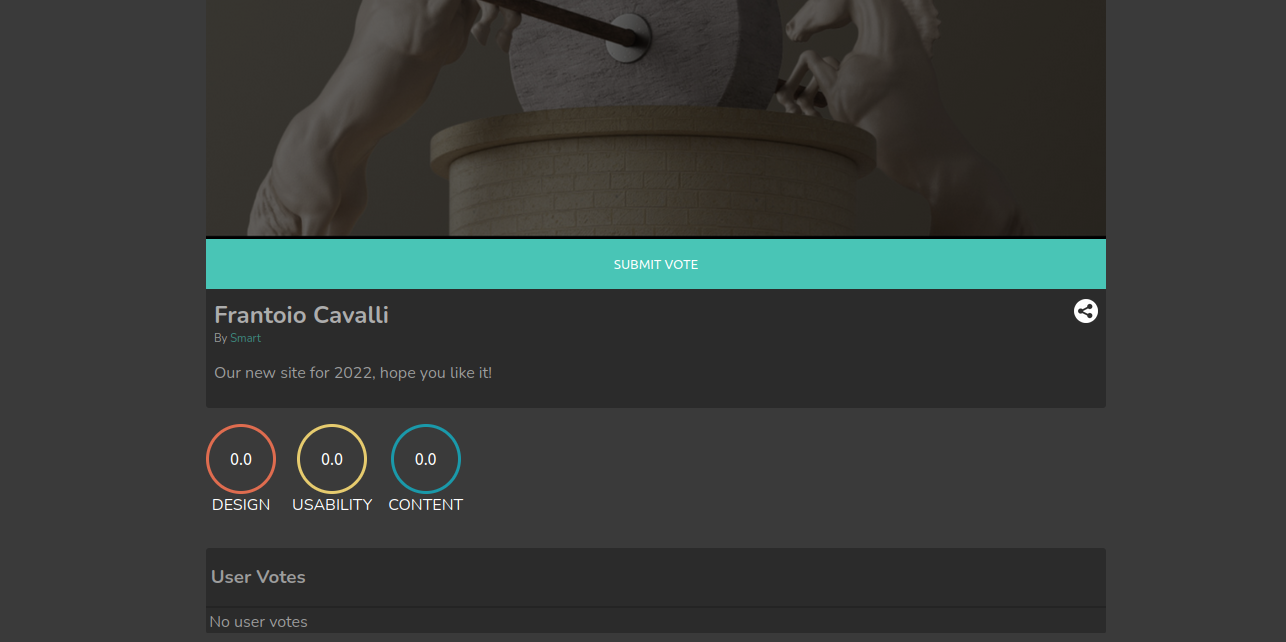 SUBMIT VOTE
Frantoio Cavalli
By Smart
Our new site for 2022, hope you like it!
0.0 0.0 0.0
DESIGN USABILITY CONTENT
User Votes
No user votes